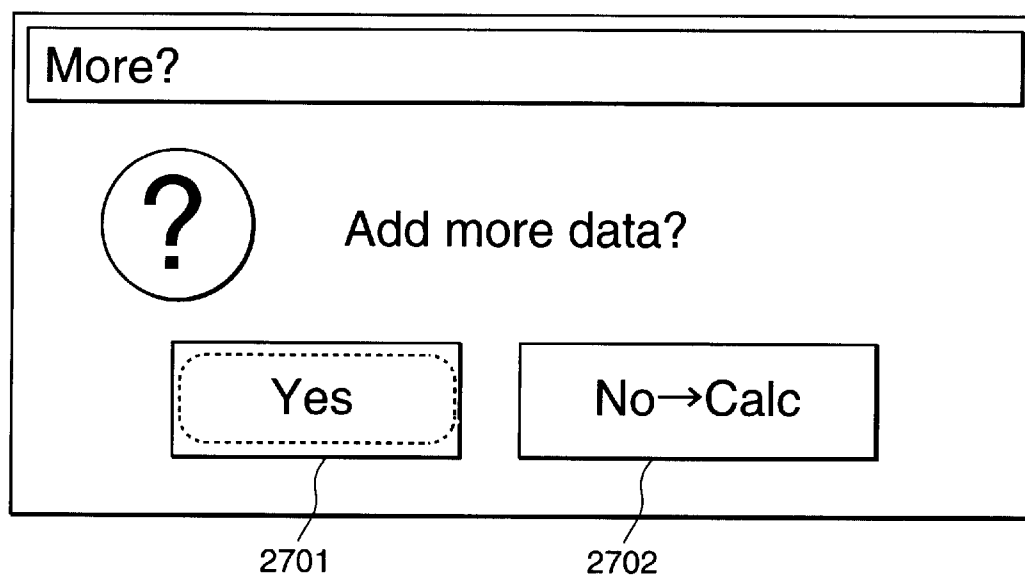 More?
?
Add more data?
Yes
No→Calc
2701
2702